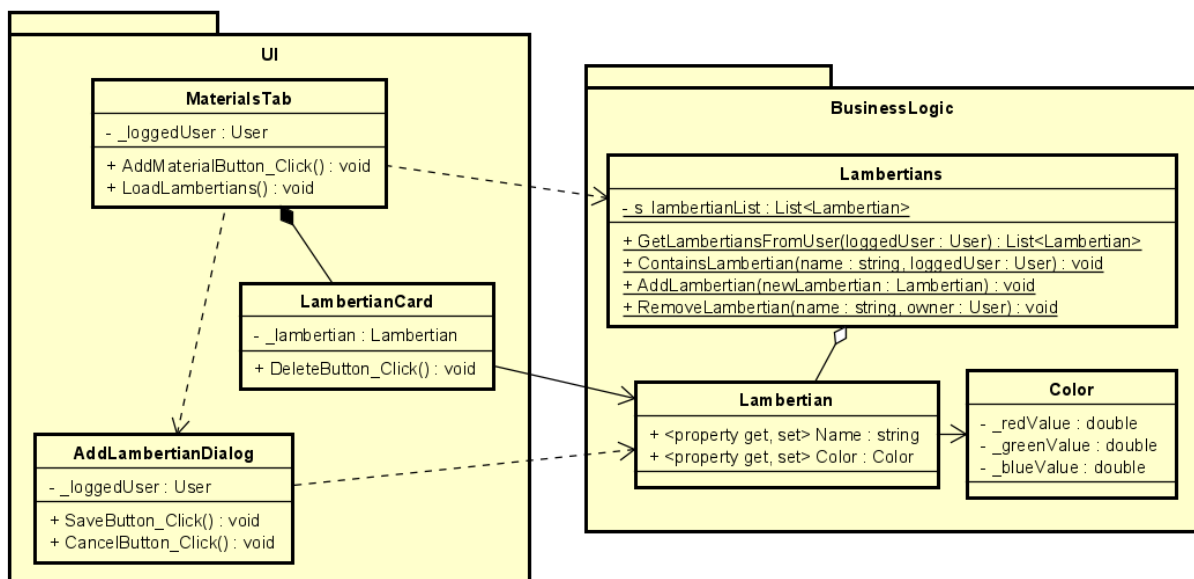 UI
MaterialsTab
- _loggedUser : User
+ AddMaterialButton_Click() : void
+ LoadLambertians() : void
LambertianCard
- _lambertian : Lambertian
+ DeleteButton_Click() : void
AddLambertianDialog
- _loggedUser : User
+ SaveButton_Click() : void
+ CancelButton_Click() : void
BusinessLogic
Lambertians
- s_lambertianList : List<Lambertian>
+ GetLambertiansFromUser(loggedUser : User) : List<Lambertian>
+ ContainsLambertian(name : string, loggedUser : User) : void
+ AddLambertian(newLambertian : Lambertian) : void
+ RemoveLambertian(name : string, owner : User) : void
Lambertian
+ <property get, set> Name : string
+ <property get, set> Color : Color
Color
- _redValue : double
- _greenValue : double
- _blueValue : double